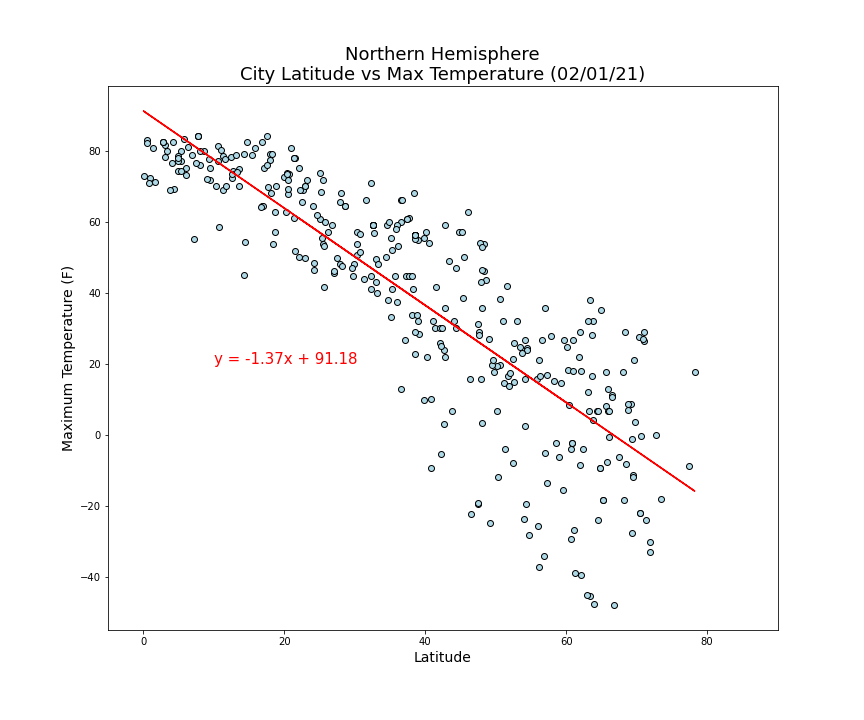 Northern Hemisphere
City Latitude vs Max Temperature (02/01/21)
Maximum Temperature (F)
80
60
40
20
0
−20
−40
y = -1.37x + 91.18
0 20 40 60 80
Latitude